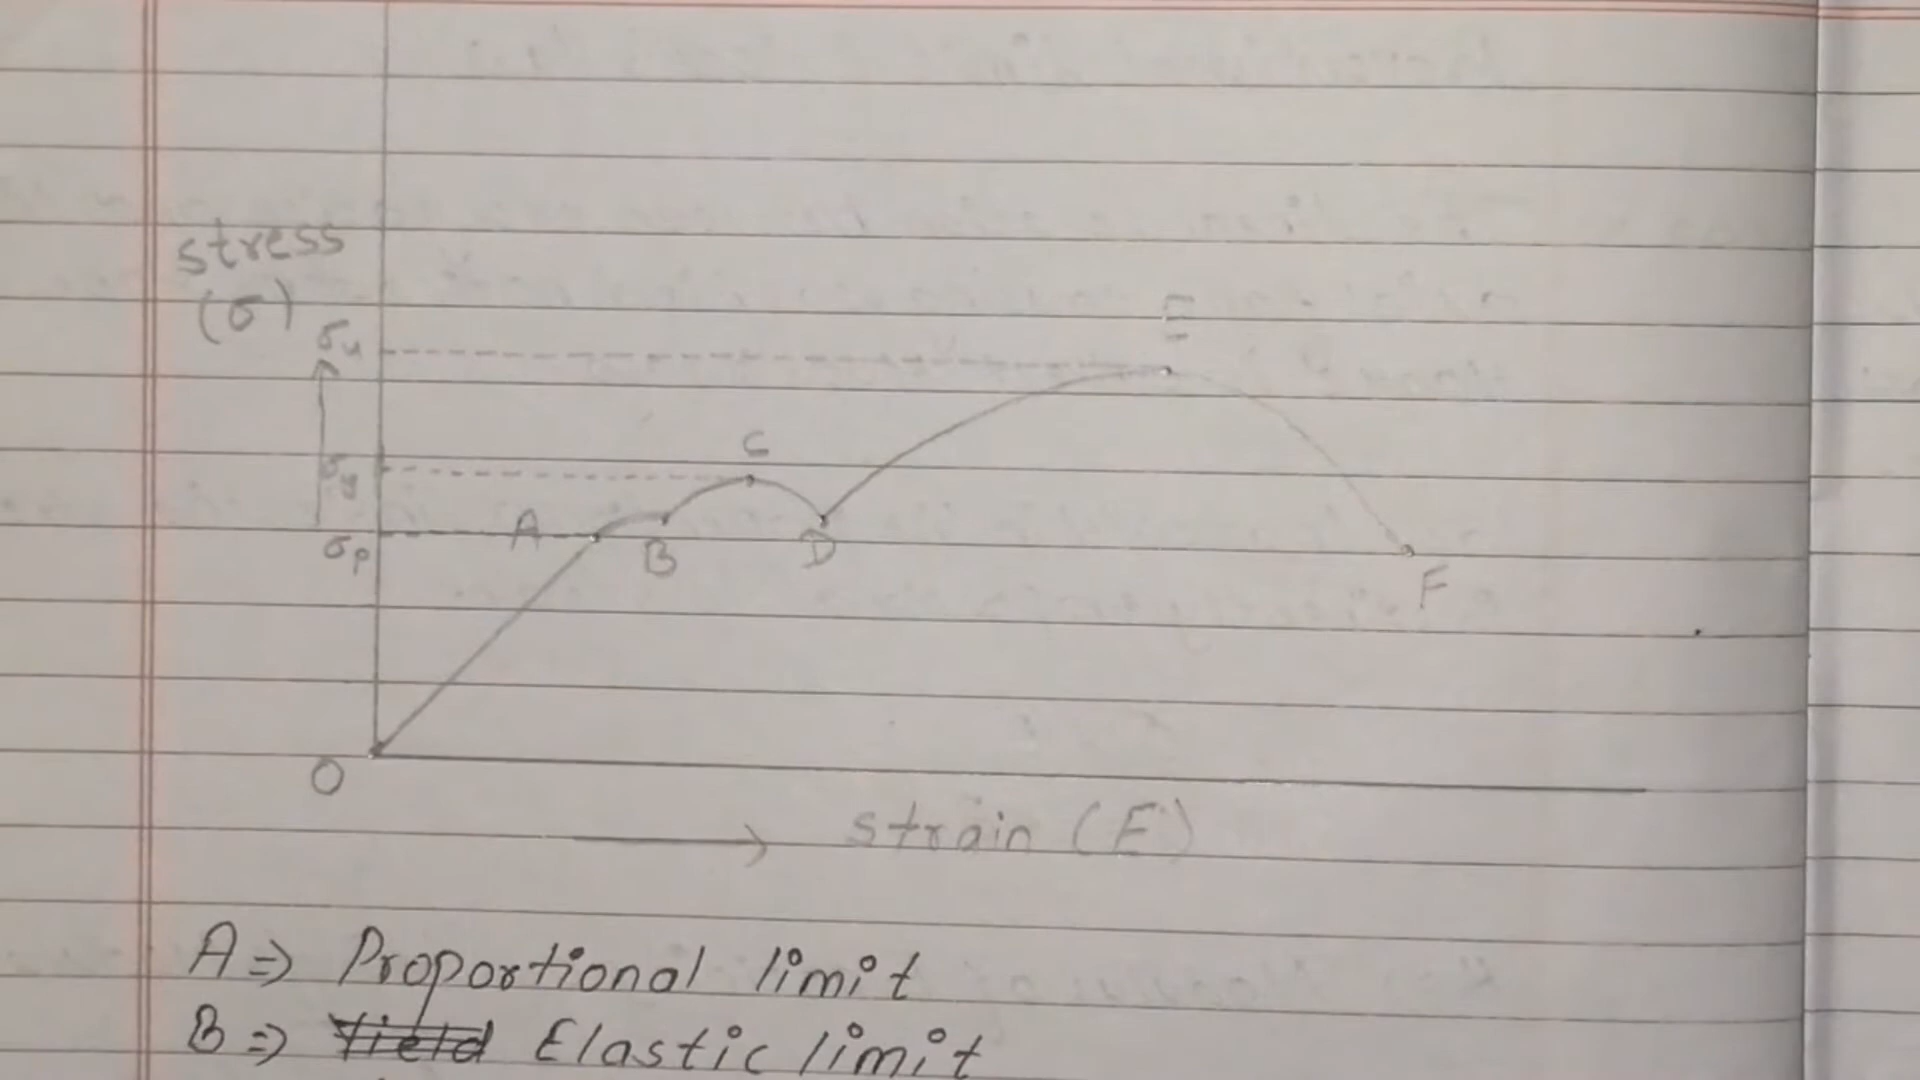 stress
(σ)
σu
E
C
σy
A
σp
B
D
F
O
strain (E)
A => Proportional limit
B => Yield Elastic limit